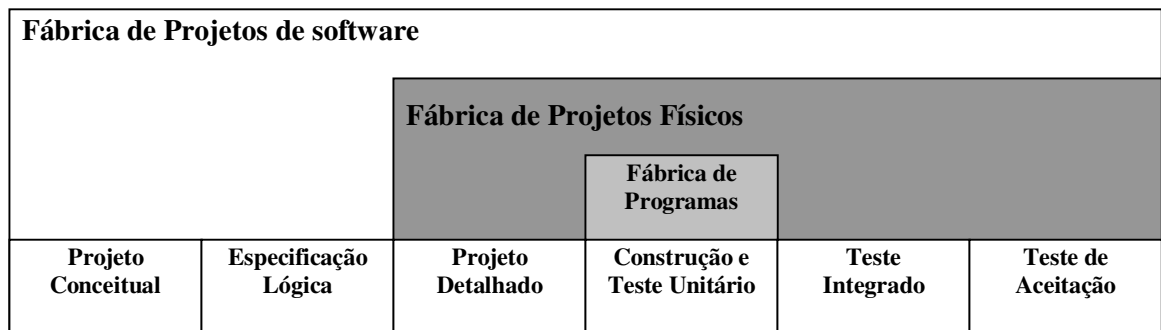 Fábrica de Projetos de software
Fábrica de Projetos Físicos
Fábrica de
Programas
Projeto
Conceitual
Especificação
Lógica
Projeto
Detalhado
Construção e
Teste Unitário
Teste
Integrado
Teste de
Aceitação